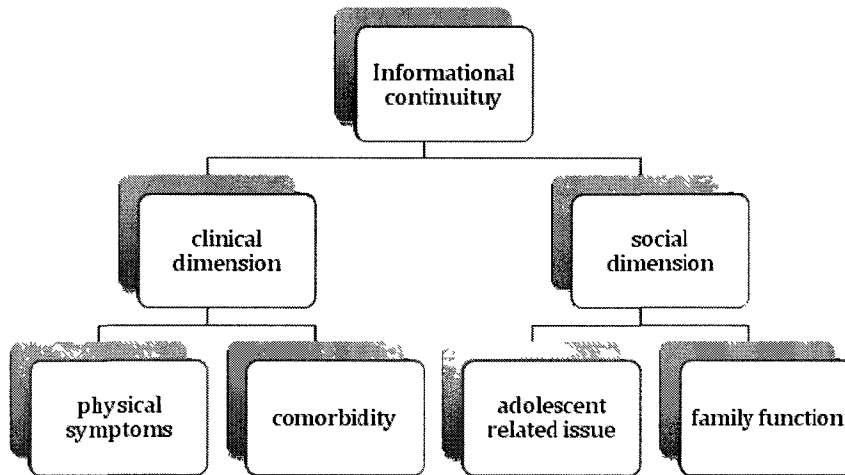 Informational
continuituy
clinical
dimension
social
dimension
physical
symptoms
comorbidity
adolescent
related issue
family function